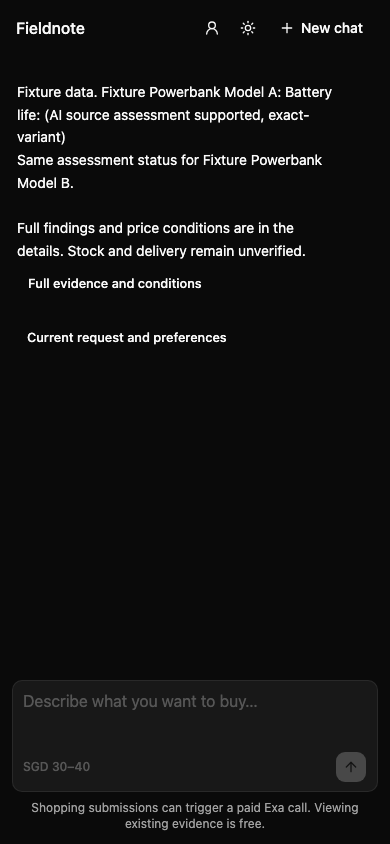 Fieldnote
New chat
Fixture data. Fixture Powerbank Model A: Battery
life: (AI source assessment supported, exact-
variant)
Same assessment status for Fixture Powerbank
Model B.
Full findings and price conditions are in the
details. Stock and delivery remain unverified.
Full evidence and conditions
Current request and preferences
Describe what you want to buy...
SGD 30–40
Shopping submissions can trigger a paid Exa call. Viewing
existing evidence is free.